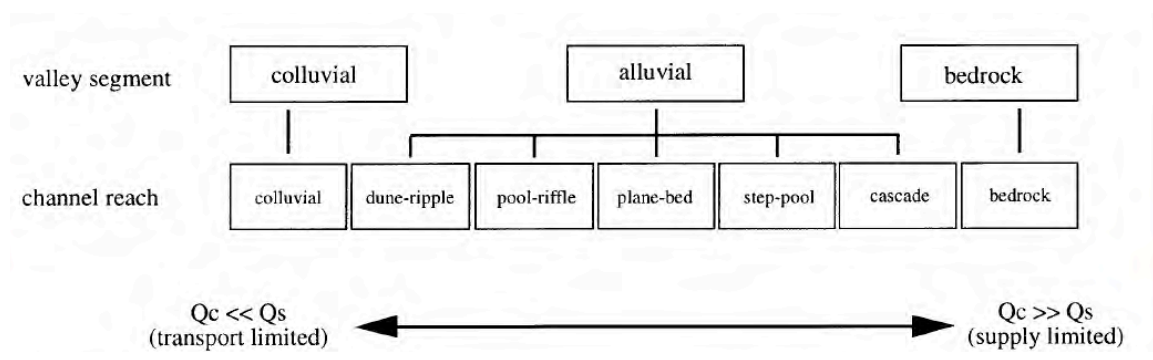 valley segment
colluvial
alluvial
bedrock
channel reach
colluvial
dune-ripple
pool-riffle
plane-bed
step-pool
cascade
bedrock
Qc << Qs
(transport limited)
Qc >> Qs
(supply limited)